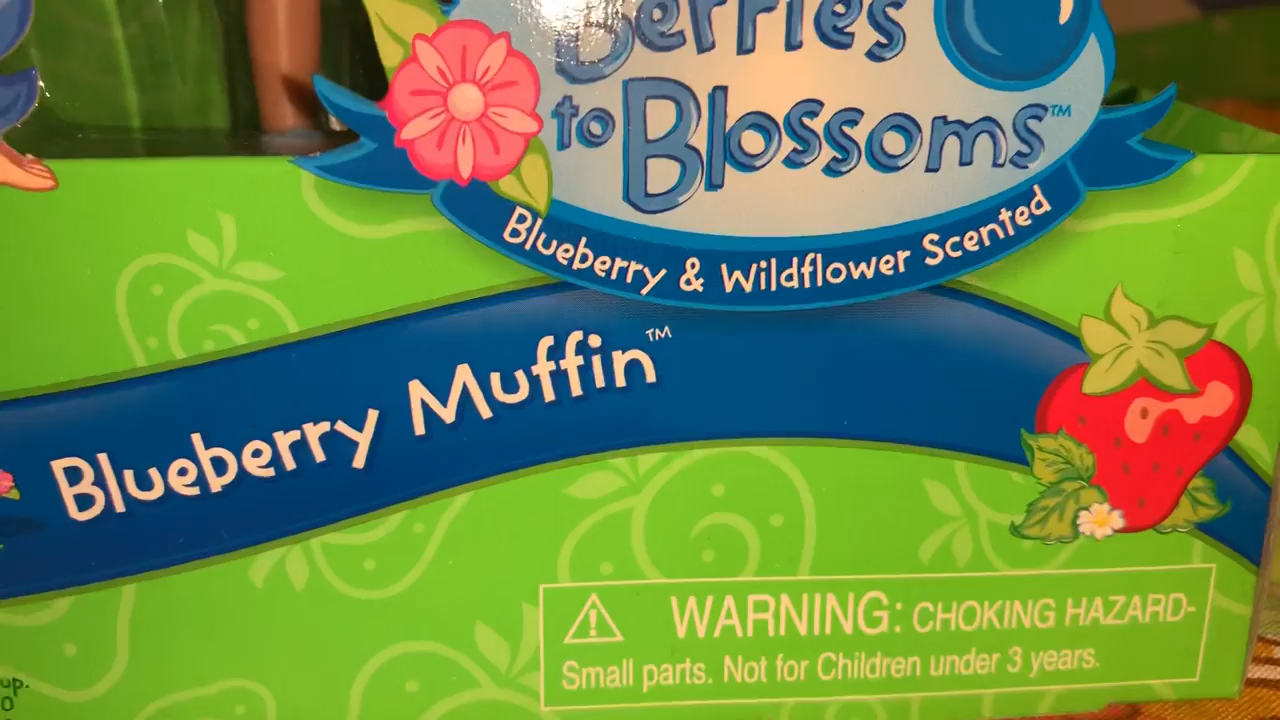 Berries
to Blossoms™
Blueberry & Wildflower Scented
Blueberry Muffin™
WARNING: CHOKING HAZARD-
Small parts. Not for Children under 3 years.
up.